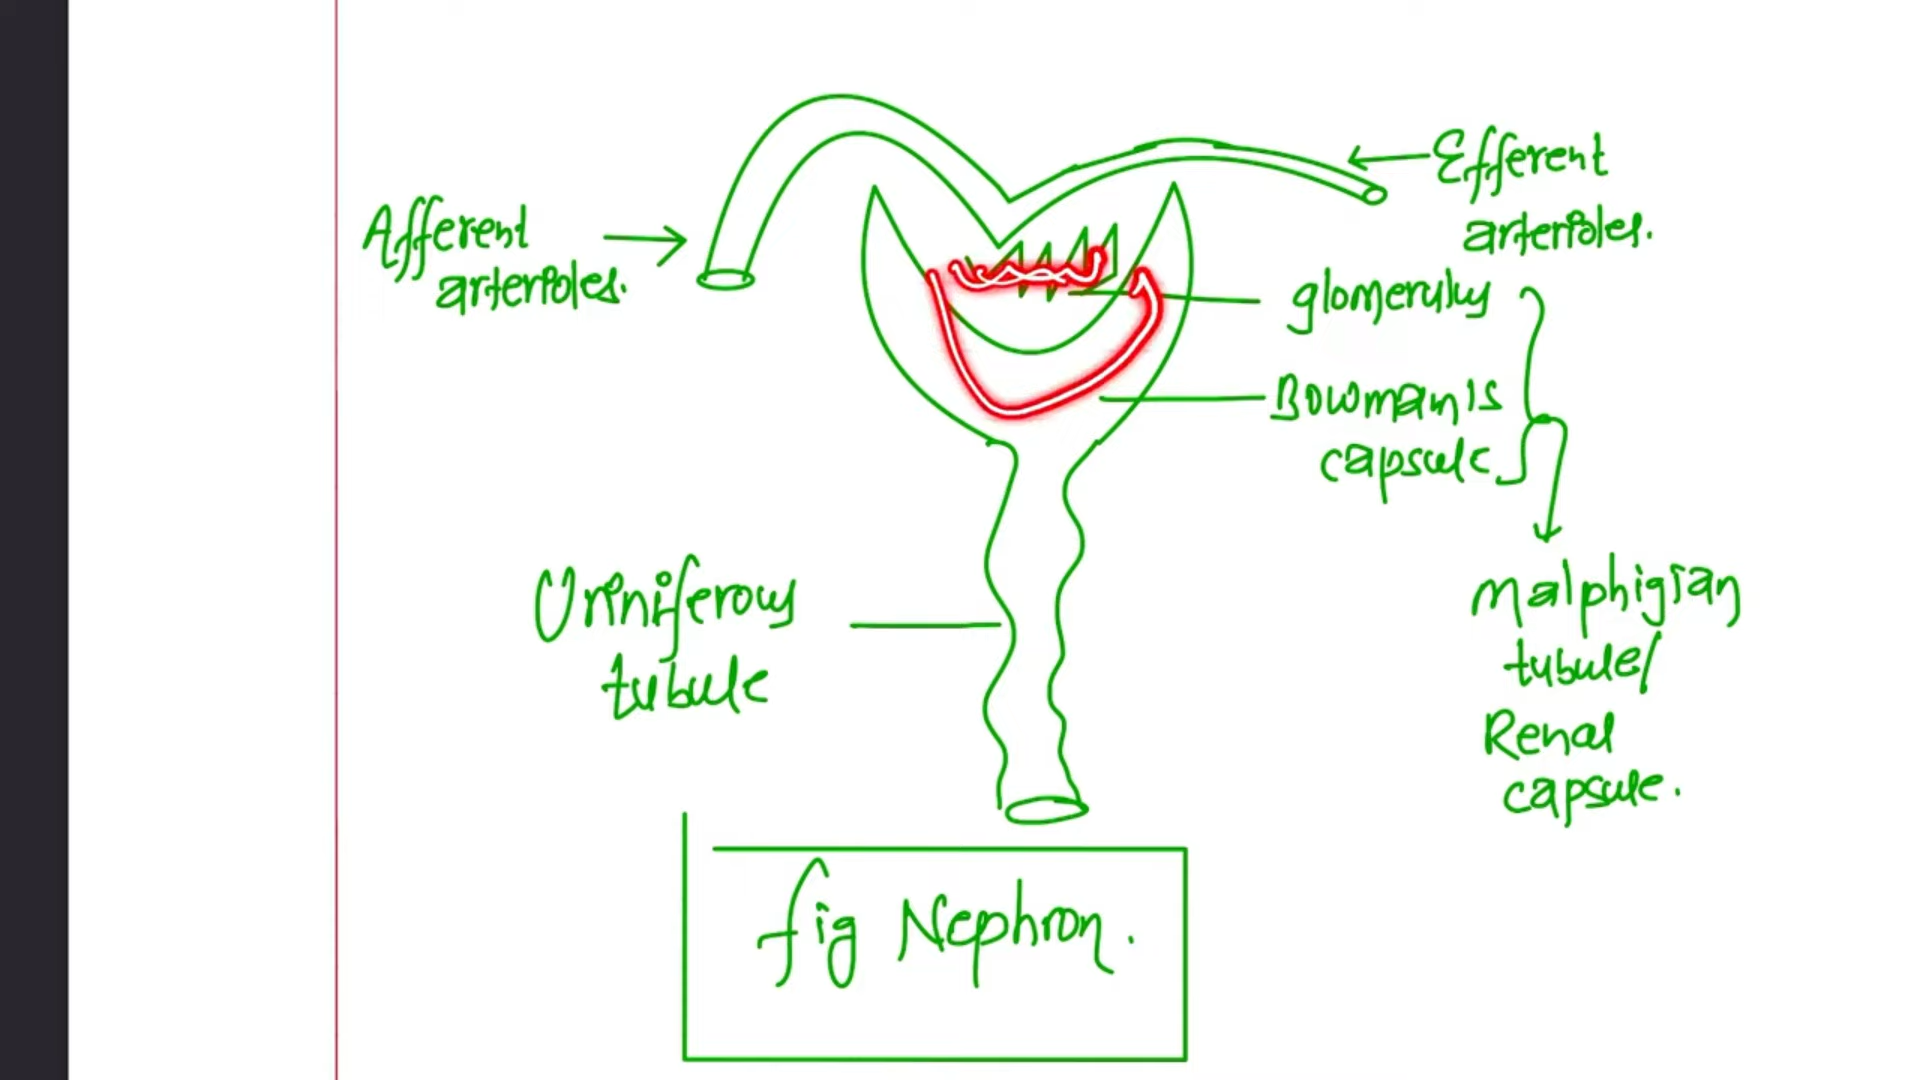 Afferent
arterioles.
Efferent
arterioles.
glomerulus
Bowman's
capsule
Uriniferous
tubule
Malphigian
tubule/
Renal
capsule.
fig Nephron.